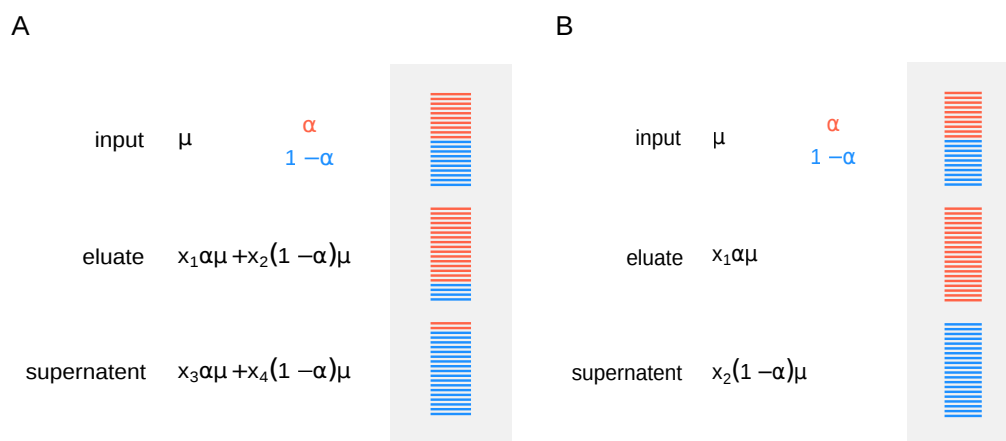 A
input μ α
1 −α
eluate x₁αμ +x₂(1 −α)μ
supernatent x₃αμ +x₄(1 −α)μ
B
input μ α
1 −α
eluate x₁αμ
supernatent x₂(1 −α)μ